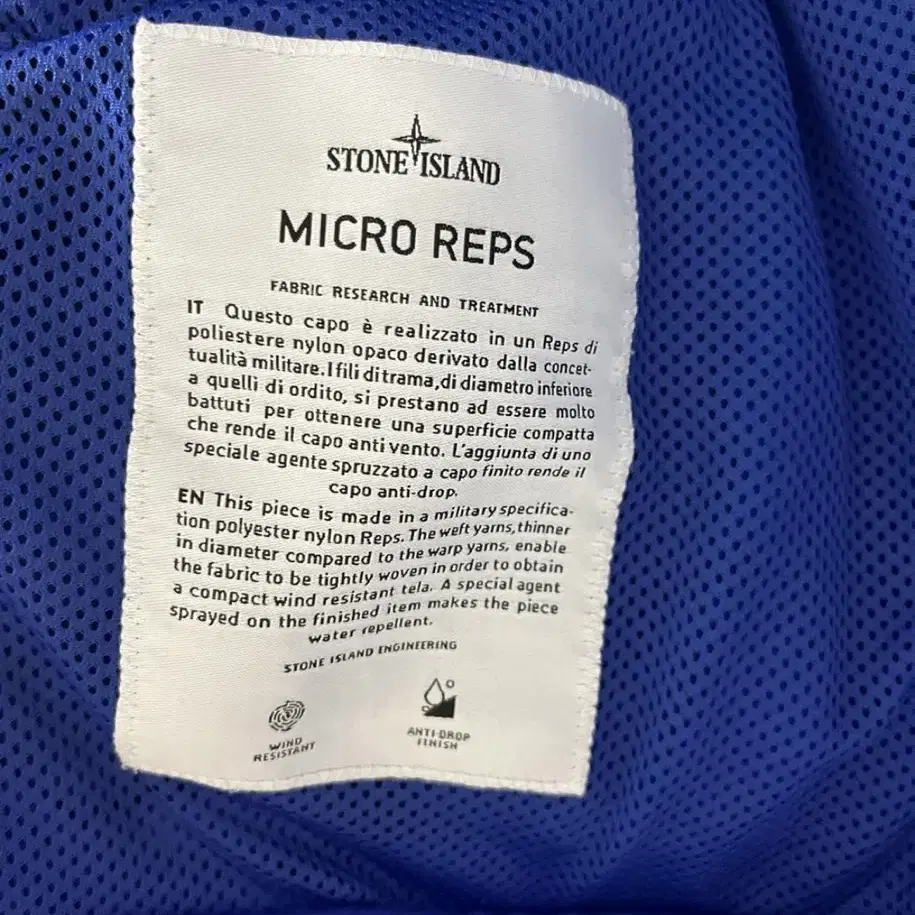 STONE ISLAND
MICRO REPS
FABRIC RESEARCH AND TREATMENT
IT Questo capo è realizzato in un Reps di
poliestere nylon opaco derivato dalla concet-
tualità militare.I fili di trama,di diametro inferiore
a quelli di ordito, si prestano ad essere molto
battuti per ottenere una superficie compatta
che rende il capo anti vento. L'aggiunta di uno
speciale agente spruzzato a capo finito rende il
capo anti-drop.
EN This piece is made in a military specifica-
tion polyester nylon Reps. The weft yarns, thinner
in diameter compared to the warp yarns, enable
the fabric to be tightly woven in order to obtain
a compact wind resistant tela. A special agent
sprayed on the finished item makes the piece
water repellent.
STONE ISLAND ENGINEERING
WIND
RESISTANT
ANTI-DROP
FINISH